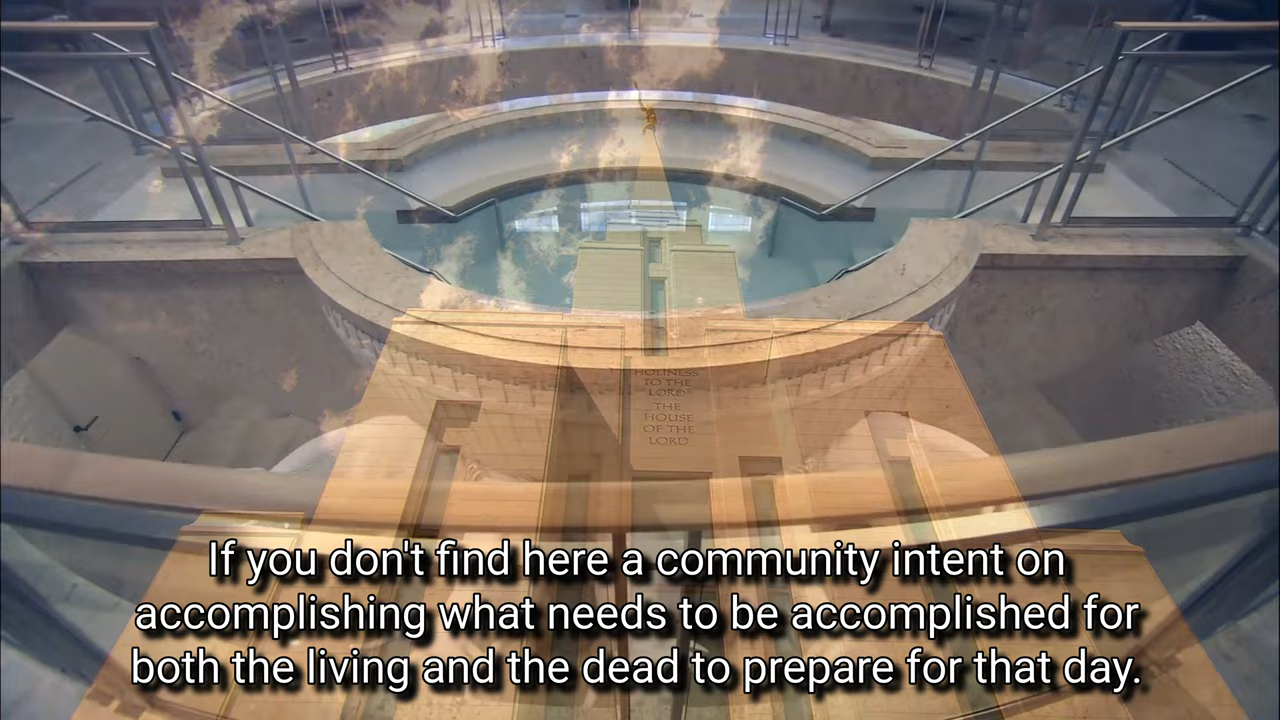 HOLINESS
TO THE
LORD
THE
HOUSE
OF THE
LORD
If you don't find here a community intent on
accomplishing what needs to be accomplished for
both the living and the dead to prepare for that day.